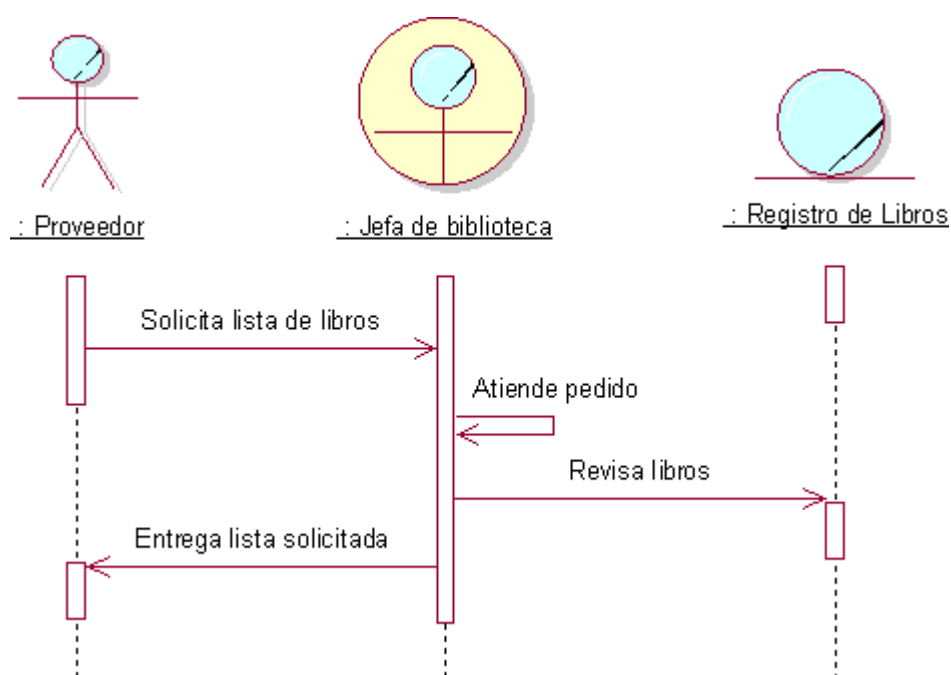 : Proveedor
: Jefa de biblioteca
: Registro de Libros
Solicita lista de libros
Atiende pedido
Revisa libros
Entrega lista solicitada